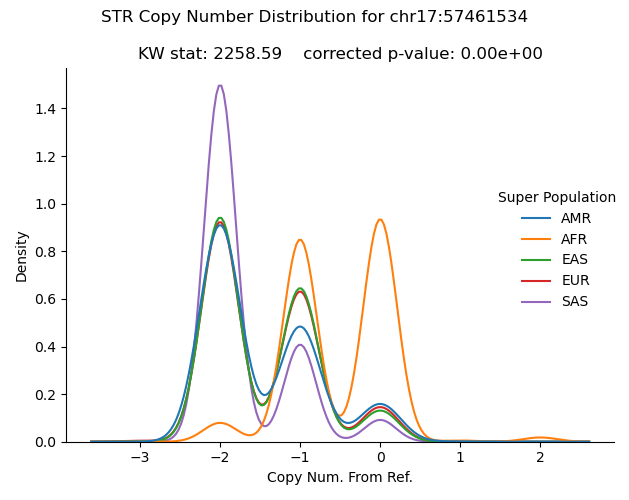 STR Copy Number Distribution for chr17:57461534
KW stat: 2258.59    corrected p-value: 0.00e+00
Density
1.4
1.2
1.0
0.8
0.6
0.4
0.2
0.0
Super Population
AMR
AFR
EAS
EUR
SAS
−3 −2 −1 0 1 2
Copy Num. From Ref.